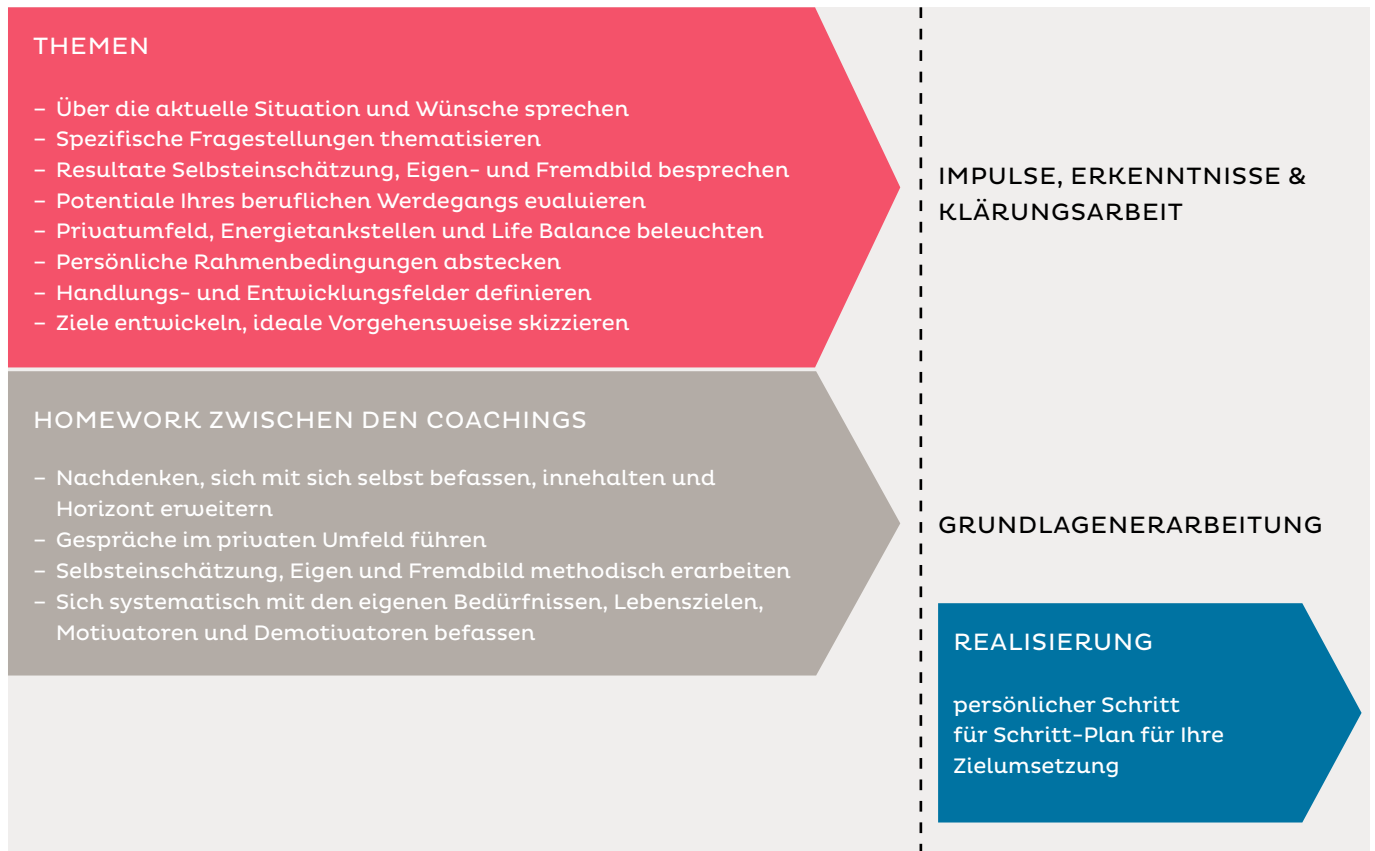 THEMEN
– Über die aktuelle Situation und Wünsche sprechen
– Spezifische Fragestellungen thematisieren
– Resultate Selbsteinschätzung, Eigen- und Fremdbild besprechen
– Potentiale Ihres beruflichen Werdegangs evaluieren
– Privatumfeld, Energietankstellen und Life Balance beleuchten
– Persönliche Rahmenbedingungen abstecken
– Handlungs- und Entwicklungsfelder definieren
– Ziele entwickeln, ideale Vorgehensweise skizzieren
IMPULSE, ERKENNTNISSE &
KLÄRUNGSARBEIT
HOMEWORK ZWISCHEN DEN COACHINGS
– Nachdenken, sich mit sich selbst befassen, innehalten und
Horizont erweitern
– Gespräche im privaten Umfeld führen
– Selbsteinschätzung, Eigen und Fremdbild methodisch erarbeiten
– Sich systematisch mit den eigenen Bedürfnissen, Lebenszielen,
Motivatoren und Demotivatoren befassen
GRUNDLAGENERARBEITUNG
REALISIERUNG
persönlicher Schritt
für Schritt-Plan für Ihre
Zielumsetzung